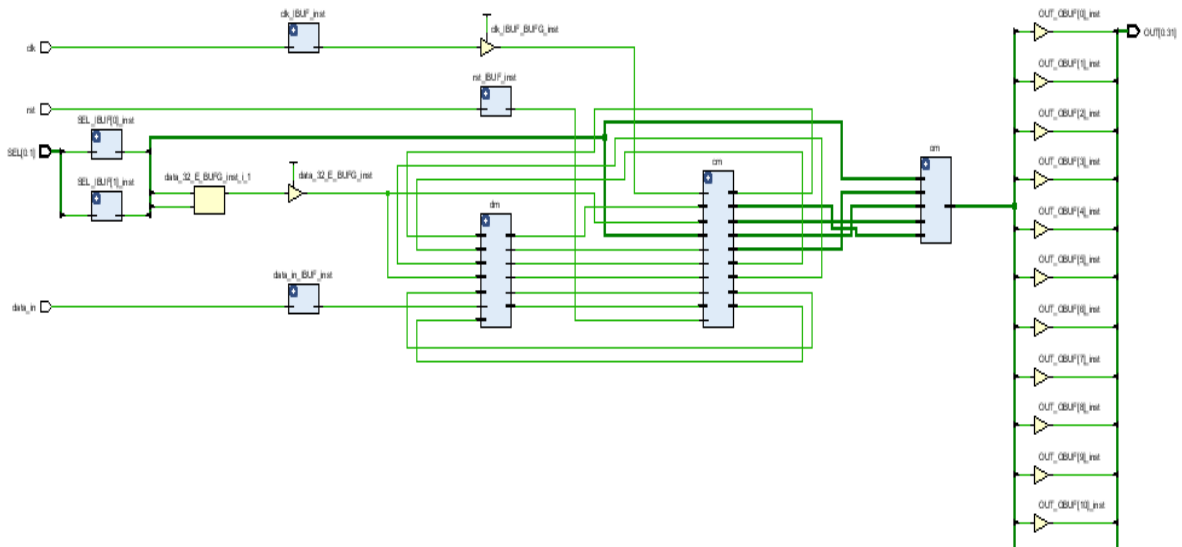 clk_IBUF_inst
clk_IBUF_BUFG_inst
clk
rst_IBUF_inst
rst
SEL_IBUF[0]_inst
SEL[0:1]
SEL_IBUF[1]_inst
data_32_E_BUFG_inst_i_1
data_32_E_BUFG_inst
dm
cm
om
data_in_IBUF_inst
data_in
OUT_OBUF[0]_inst
OUT[0:31]
OUT_OBUF[1]_inst
OUT_OBUF[2]_inst
OUT_OBUF[3]_inst
OUT_OBUF[4]_inst
OUT_OBUF[5]_inst
OUT_OBUF[6]_inst
OUT_OBUF[7]_inst
OUT_OBUF[8]_inst
OUT_OBUF[9]_inst
OUT_OBUF[10]_inst